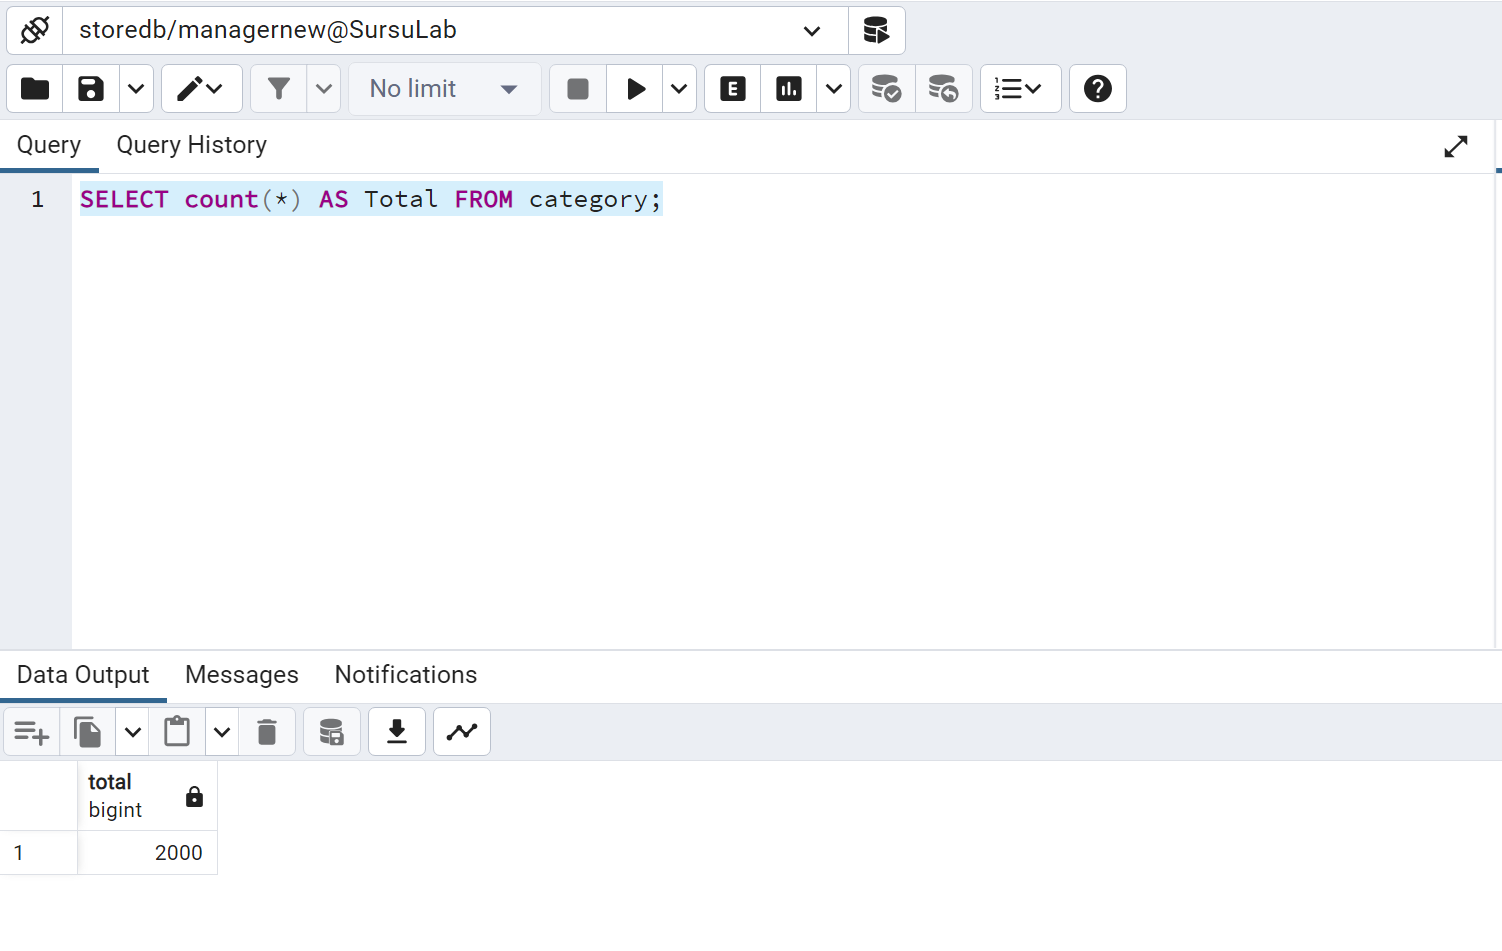 storedb/managernew@SursuLab
No limit
E
Query Query History
1 SELECT count(*) AS Total FROM category;
Data Output Messages Notifications
total
bigint
1 2000